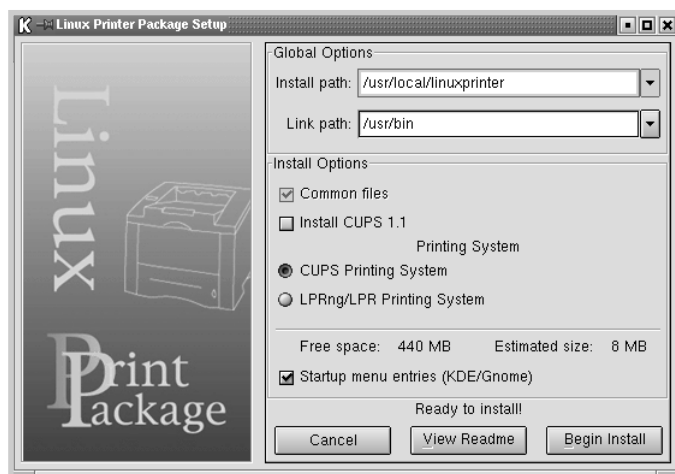 Linux Printer Package Setup
Linux
Print
Package
Global Options
Install path: /usr/local/linuxprinter
Link path: /usr/bin
Install Options
Common files
Install CUPS 1.1
Printing System
CUPS Printing System
LPRng/LPR Printing System
Free space: 440 MB Estimated size: 8 MB
Startup menu entries (KDE/Gnome)
Ready to install!
Cancel View Readme Begin Install